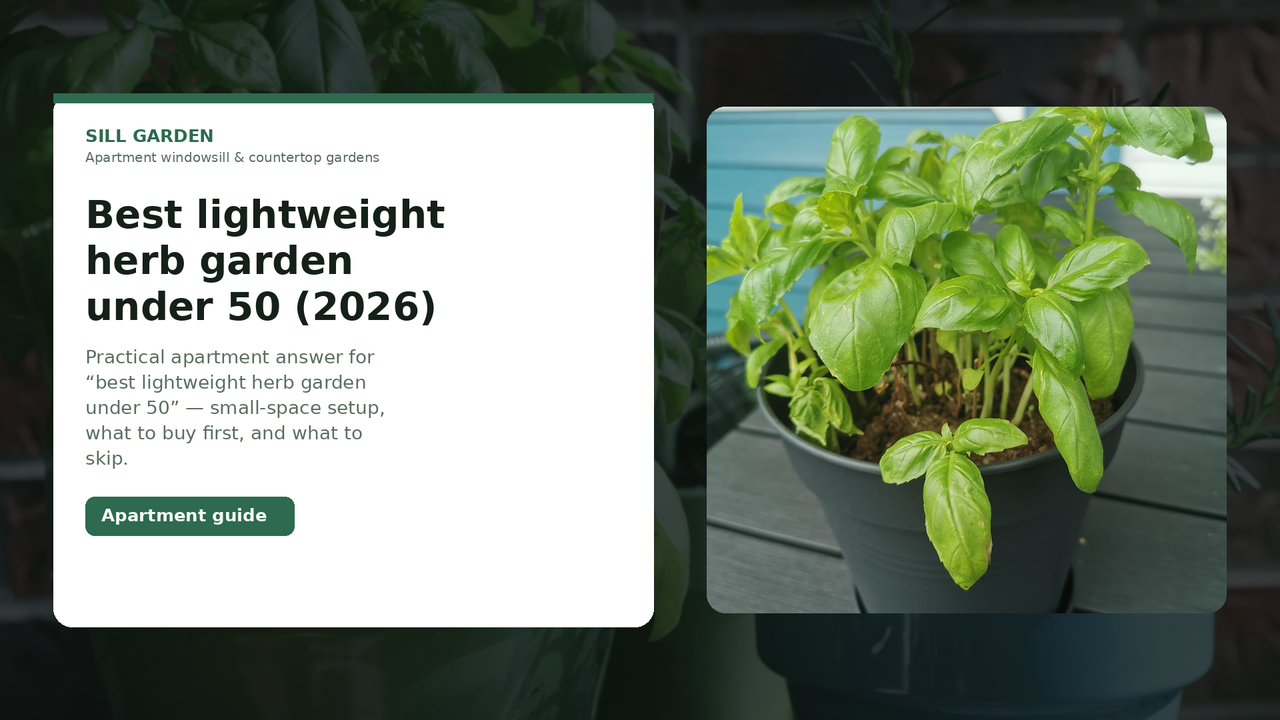 SILL GARDEN
Apartment windowsill & countertop gardens
Best lightweight
herb garden
under 50 (2026)
Practical apartment answer for
“best lightweight herb garden
under 50” — small-space setup,
what to buy first, and what to
skip.
Apartment guide